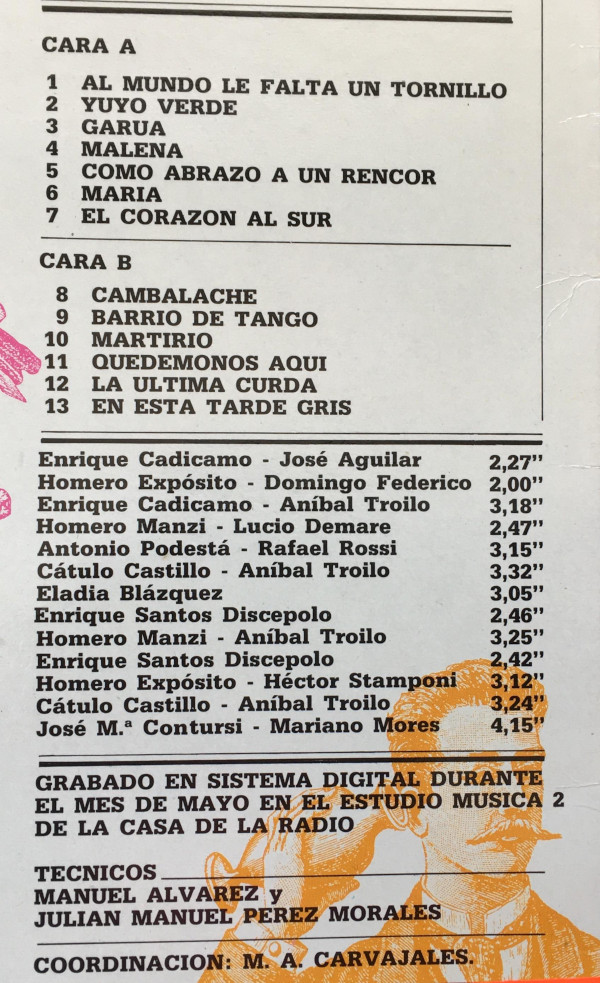 CARA A
1 AL MUNDO LE FALTA UN TORNILLO
2 YUYO VERDE
3 GARUA
4 MALENA
5 COMO ABRAZO A UN RENCOR
6 MARIA
7 EL CORAZON AL SUR
CARA B
8 CAMBALACHE
9 BARRIO DE TANGO
10 MARTIRIO
11 QUEDEMONOS AQUI
12 LA ULTIMA CURDA
13 EN ESTA TARDE GRIS
Enrique Cadicamo - José Aguilar 2,27"
Homero Expósito - Domingo Federico 2,00"
Enrique Cadicamo - Aníbal Troilo 3,18"
Homero Manzi - Lucio Demare 2,47"
Antonio Podestá - Rafael Rossi 3,15"
Cátulo Castillo - Aníbal Troilo 3,32"
Eladia Blázquez 3,05"
Enrique Santos Discepolo 2,46"
Homero Manzi - Aníbal Troilo 3,25"
Enrique Santos Discepolo 2,42"
Homero Expósito - Héctor Stamponi 3,12"
Cátulo Castillo - Aníbal Troilo 3,24"
José M.ª Contursi - Mariano Mores 4,15"
GRABADO EN SISTEMA DIGITAL DURANTE
EL MES DE MAYO EN EL ESTUDIO MUSICA 2
DE LA CASA DE LA RADIO
TECNICOS
MANUEL ALVAREZ y
JULIAN MANUEL PEREZ MORALES
COORDINACION: M. A. CARVAJALES.